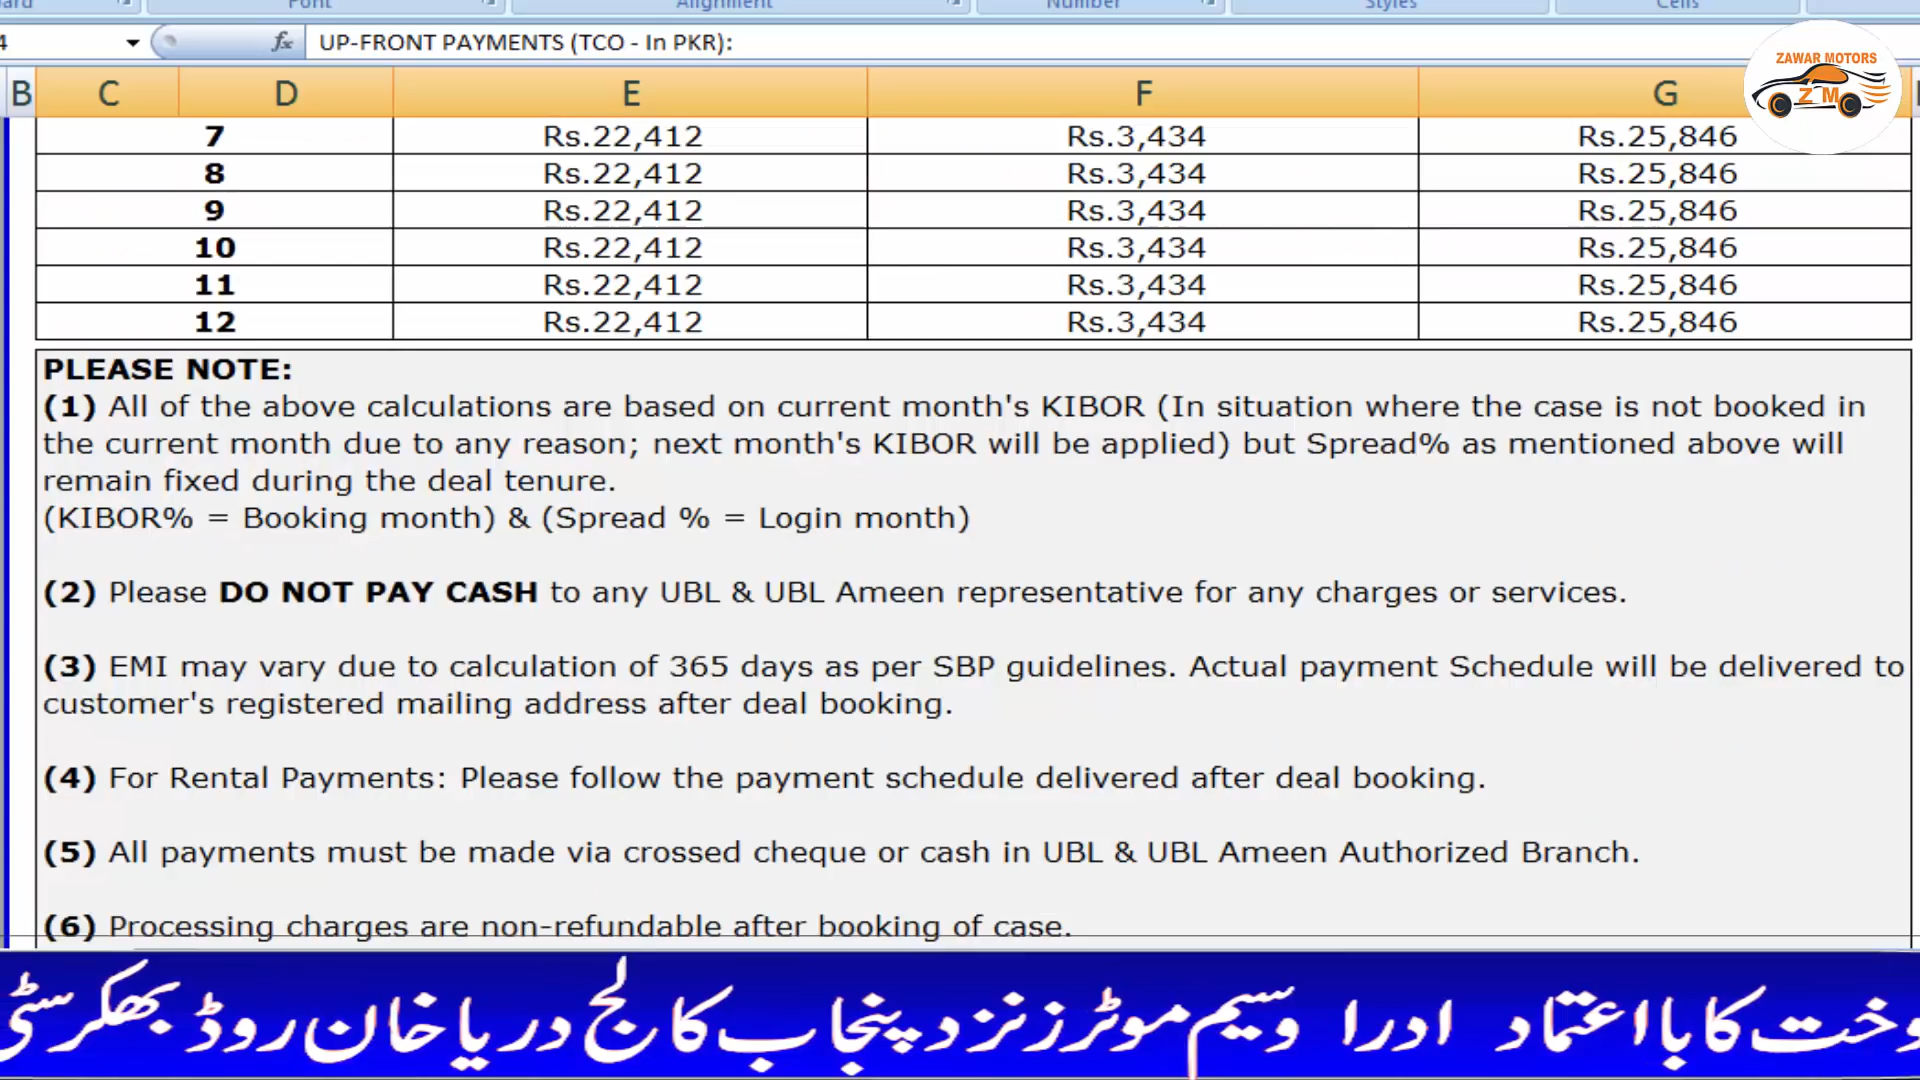 Font Alignment Number Styles Cells
4 fx UP-FRONT PAYMENTS (TCO - In PKR):
ZAWAR MOTORS
Z M
B C D E F G
7 Rs.22,412 Rs.3,434 Rs.25,846
8 Rs.22,412 Rs.3,434 Rs.25,846
9 Rs.22,412 Rs.3,434 Rs.25,846
10 Rs.22,412 Rs.3,434 Rs.25,846
11 Rs.22,412 Rs.3,434 Rs.25,846
12 Rs.22,412 Rs.3,434 Rs.25,846
PLEASE NOTE:
(1) All of the above calculations are based on current month's KIBOR (In situation where the case is not booked in
the current month due to any reason; next month's KIBOR will be applied) but Spread% as mentioned above will
remain fixed during the deal tenure.
(KIBOR% = Booking month) & (Spread % = Login month)
(2) Please DO NOT PAY CASH to any UBL & UBL Ameen representative for any charges or services.
(3) EMI may vary due to calculation of 365 days as per SBP guidelines. Actual payment Schedule will be delivered to
customer's registered mailing address after deal booking.
(4) For Rental Payments: Please follow the payment schedule delivered after deal booking.
(5) All payments must be made via crossed cheque or cash in UBL & UBL Ameen Authorized Branch.
(6) Processing charges are non-refundable after booking of case.
وخت کا بااعتماد ادرا وسیم موٹرز نزد پنجاب کالج دریا خان روڈ بھکر سٹی